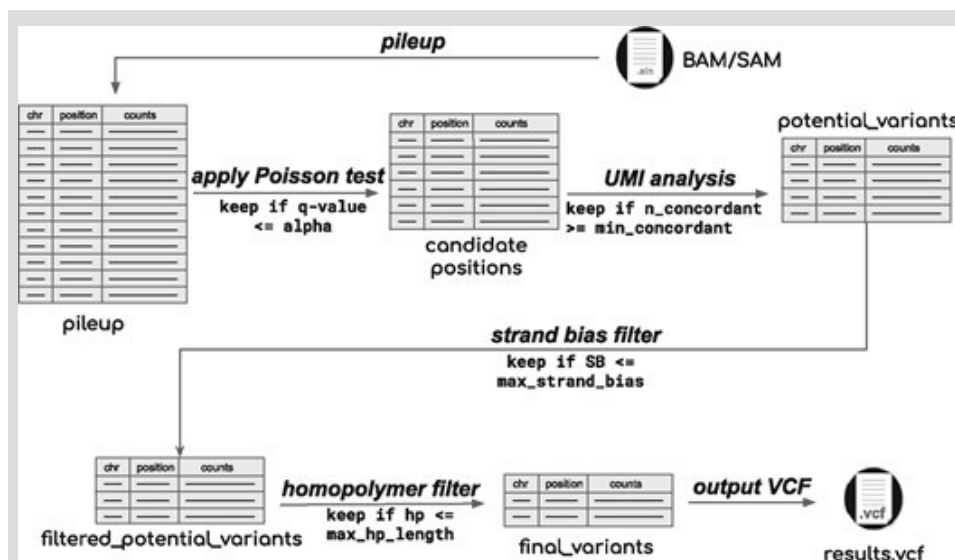 pileup
.aln
BAM/SAM
chr position counts
pileup
apply Poisson test
keep if q-value
<= alpha
chr position counts
candidate
positions
UMI analysis
keep if n_concordant
>= min_concordant
potential_variants
chr position counts
strand bias filter
keep if SB <=
max_strand_bias
chr position counts
filtered_potential_variants
homopolymer filter
keep if hp <=
max_hp_length
chr position counts
final_variants
output VCF
.vcf
results.vcf